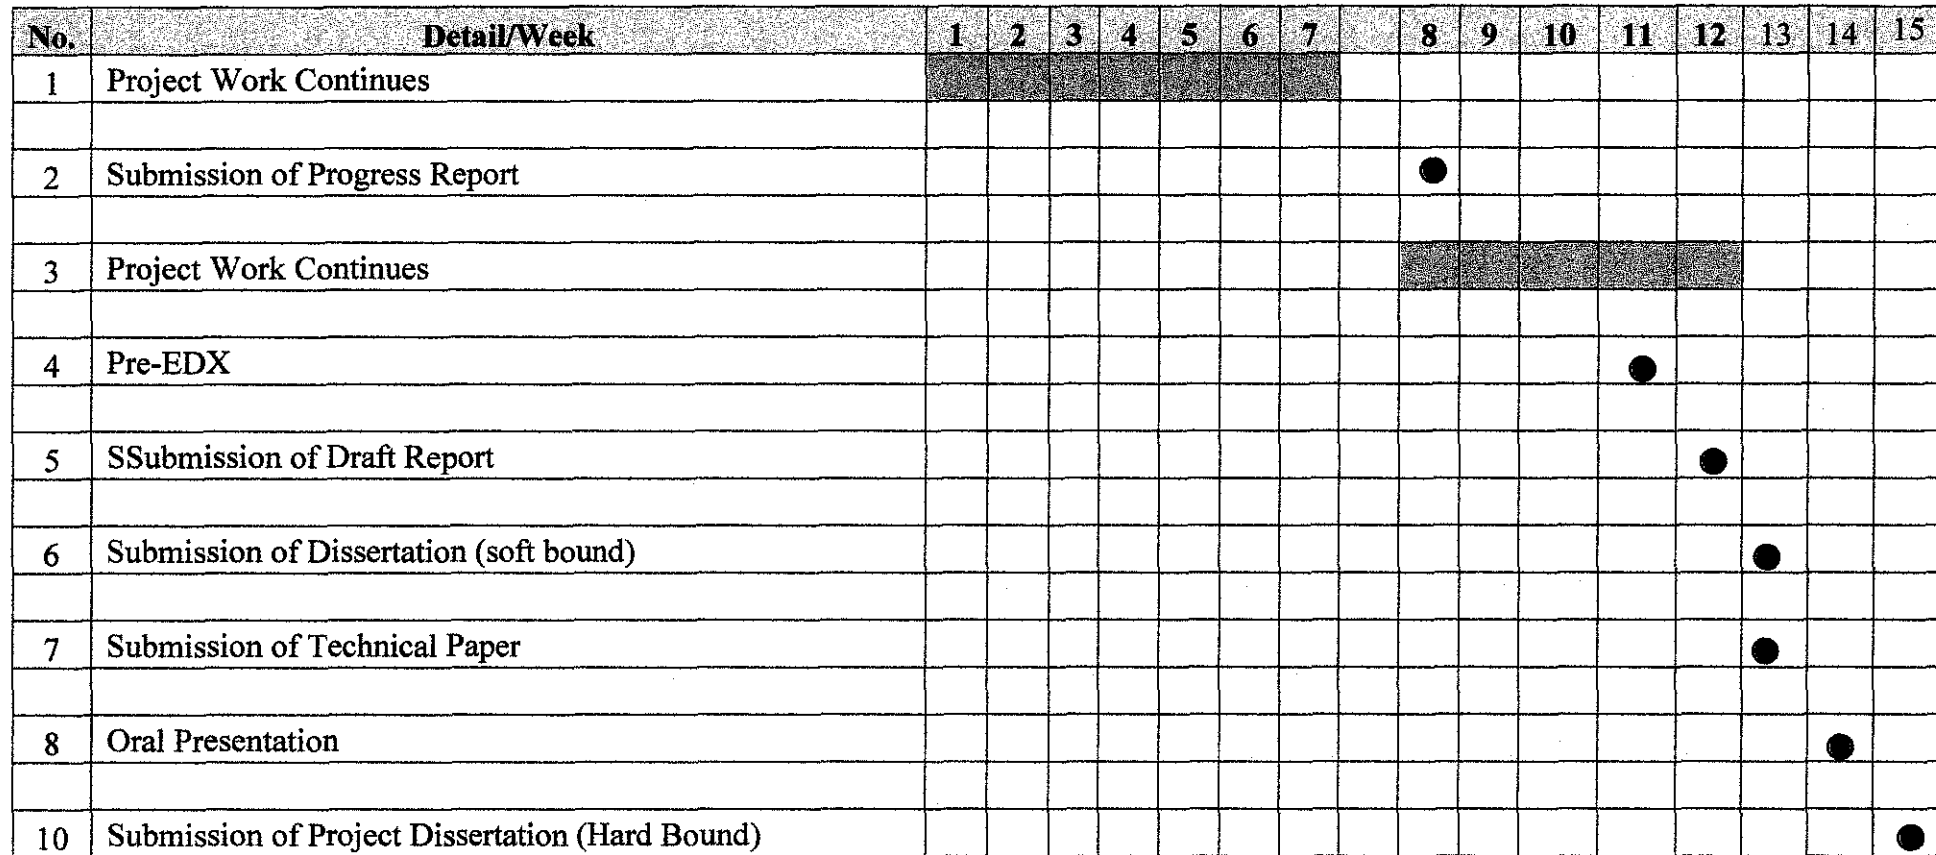 No. Detail/Week 1 2 3 4 5 6 7 8 9 10 11 12 13 14 15
1 Project Work Continues
2 Submission of Progress Report
3 Project Work Continues
4 Pre-EDX
5 SSubmission of Draft Report
6 Submission of Dissertation (soft bound)
7 Submission of Technical Paper
8 Oral Presentation
10 Submission of Project Dissertation (Hard Bound)